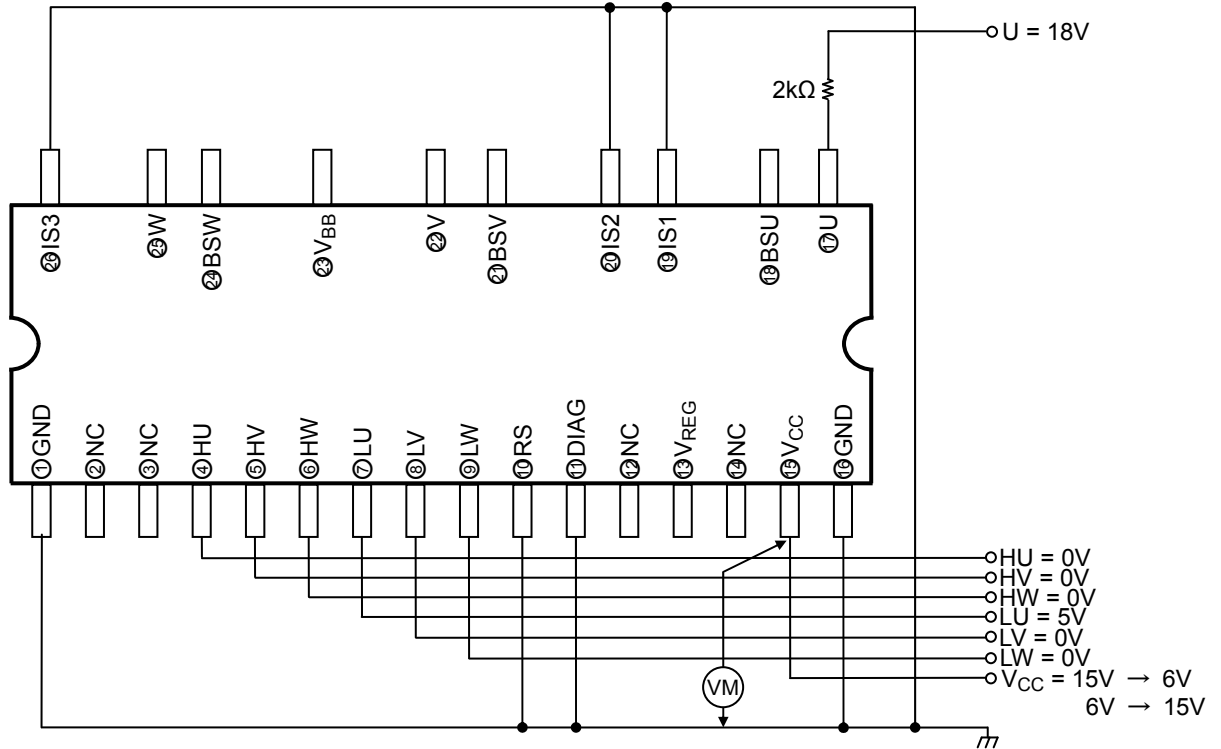 U = 18V
2kΩ
㉖IS3
㉕W
㉔BSW
㉓VBB
㉒V
㉑BSV
⑳IS2
⑲IS1
⑱BSU
⑰U
①GND
②NC
③NC
④HU
⑤HV
⑥HW
⑦LU
⑧LV
⑨LW
⑩RS
⑪DIAG
⑫NC
⑬VREG
⑭NC
⑮VCC
⑯GND
HU = 0V
HV = 0V
HW = 0V
LU = 5V
LV = 0V
LW = 0V
VM
VCC = 15V → 6V
6V → 15V